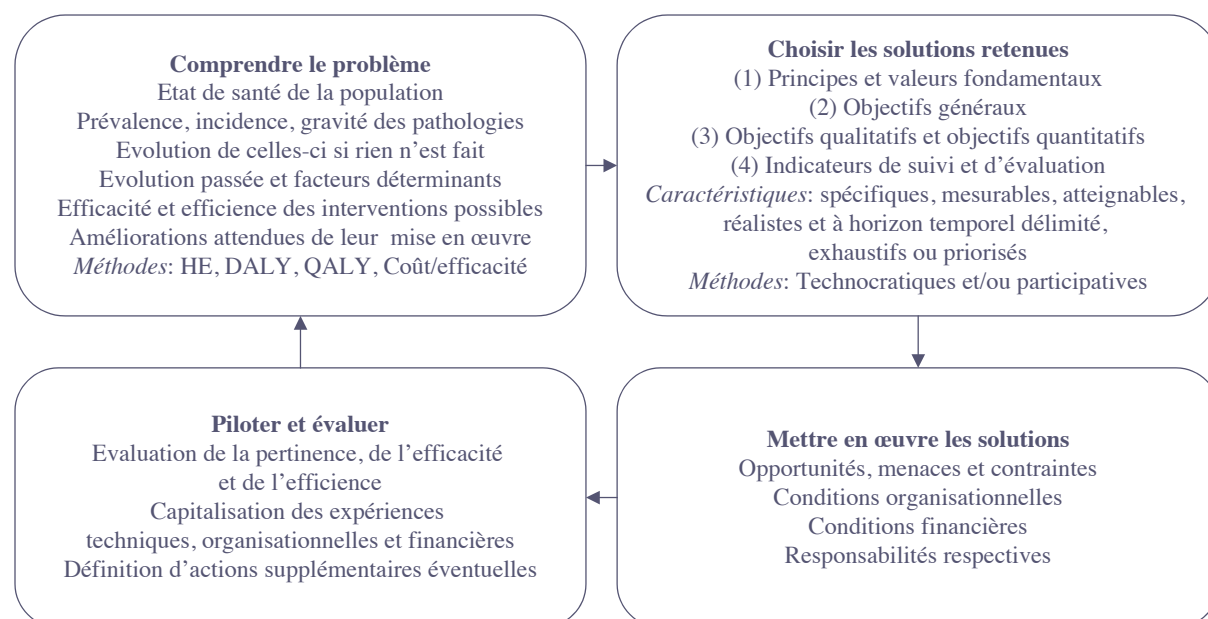 Comprendre le problème
Etat de santé de la population
Prévalence, incidence, gravité des pathologies
Evolution de celles-ci si rien n’est fait
Evolution passée et facteurs déterminants
Efficacité et efficience des interventions possibles
Améliorations attendues de leur mise en œuvre
Méthodes: HE, DALY, QALY, Coût/efficacité
Choisir les solutions retenues
(1) Principes et valeurs fondamentaux
(2) Objectifs généraux
(3) Objectifs qualitatifs et objectifs quantitatifs
(4) Indicateurs de suivi et d’évaluation
Caractéristiques: spécifiques, mesurables, atteignables,
réalistes et à horizon temporel délimité,
exhaustifs ou priorisés
Méthodes: Technocratiques et/ou participatives
Piloter et évaluer
Evaluation de la pertinence, de l’efficacité
et de l’efficience
Capitalisation des expériences
techniques, organisationnelles et financières
Définition d’actions supplémentaires éventuelles
Mettre en œuvre les solutions
Opportunités, menaces et contraintes
Conditions organisationnelles
Conditions financières
Responsabilités respectives